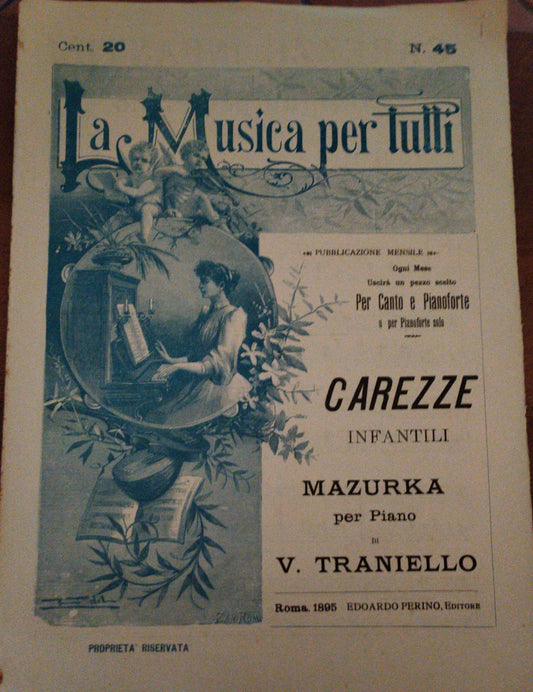 Cent. 20
N. 45
La Musica per tutti
PUBBLICAZIONE MENSILE
Ogni Mese
Uscirà un pezzo scelto
Per Canto e Pianoforte
o per Pianoforte solo
CAREZZE
INFANTILI
MAZURKA
per Piano
DI
V. TRANIELLO
Roma, 1895 EDOARDO PERINO, EDITORE
PROPRIETA' RISERVATA